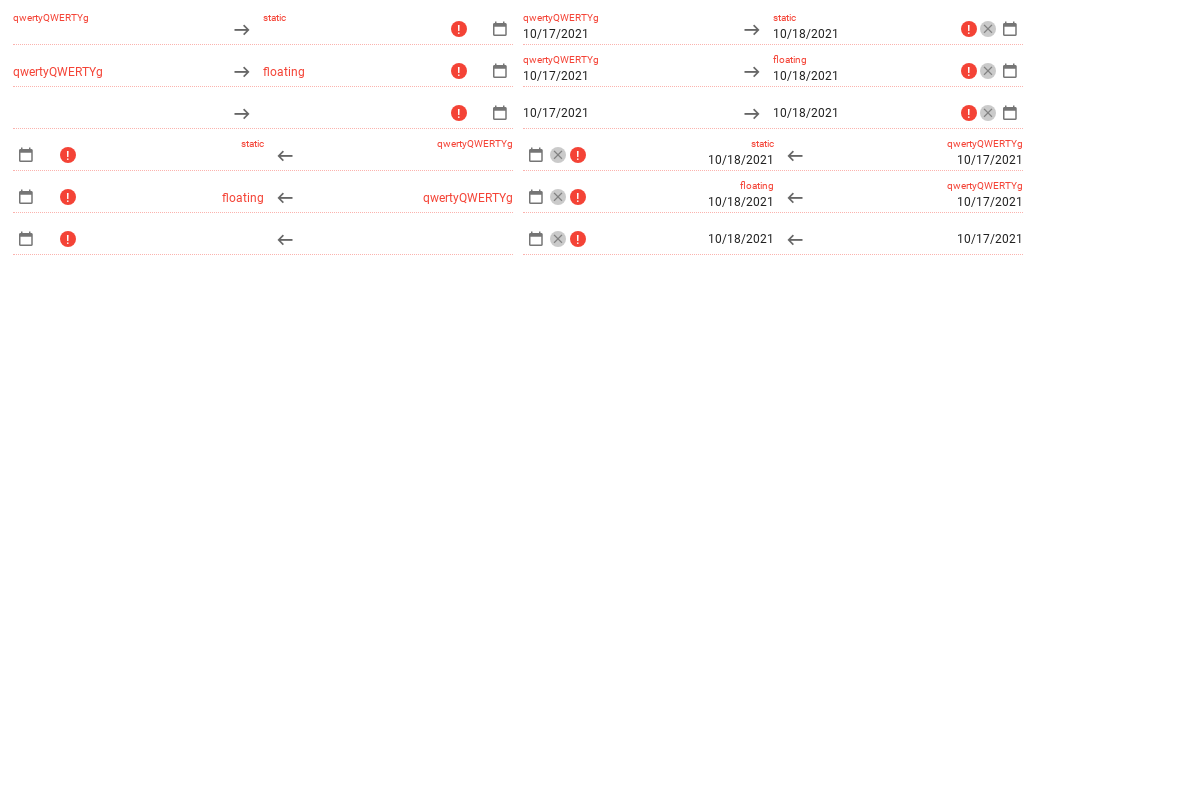 qwertyQWERTYg static qwertyQWERTYg static
10/17/2021 10/18/2021
qwertyQWERTYg floating qwertyQWERTYg floating
10/17/2021 10/18/2021
10/17/2021 10/18/2021
static qwertyQWERTYg static qwertyQWERTYg
10/18/2021 10/17/2021
floating qwertyQWERTYg floating qwertyQWERTYg
10/18/2021 10/17/2021
10/18/2021 10/17/2021